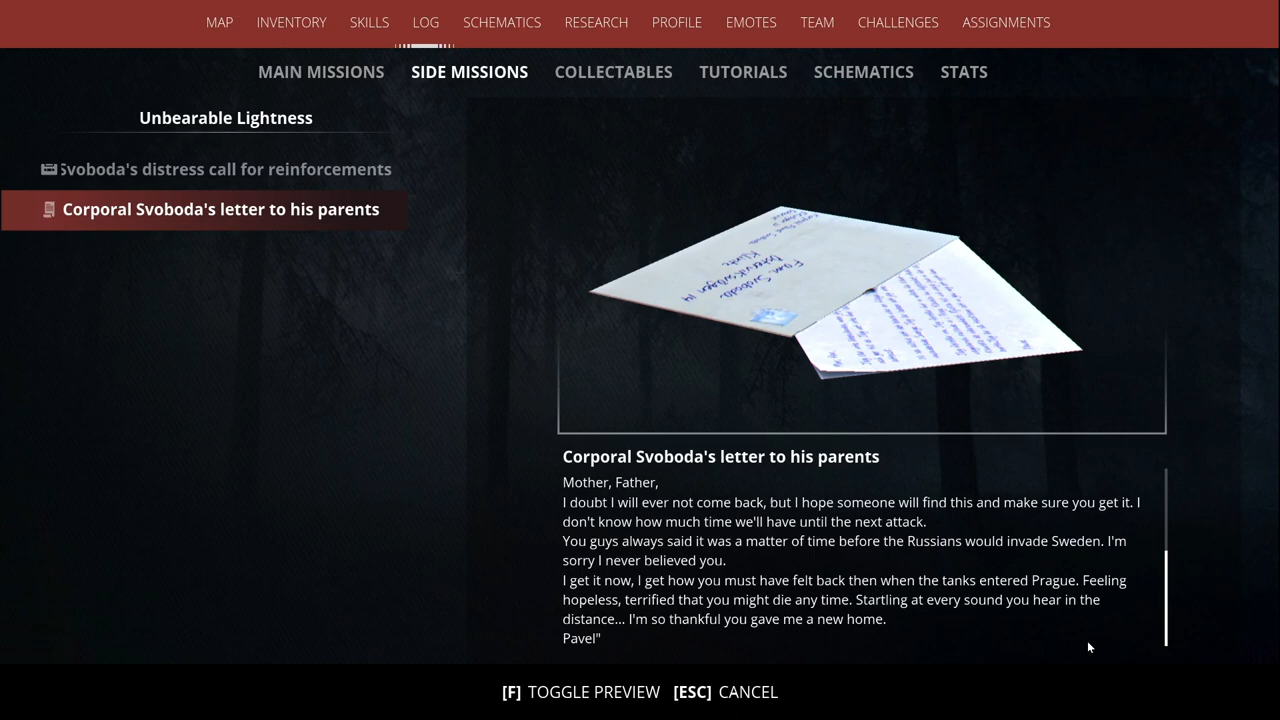 MAP INVENTORY SKILLS LOG SCHEMATICS RESEARCH PROFILE EMOTES TEAM CHALLENGES ASSIGNMENTS
MAIN MISSIONS SIDE MISSIONS COLLECTABLES TUTORIALS SCHEMATICS STATS
Unbearable Lightness
Svoboda's distress call for reinforcements
Corporal Svoboda's letter to his parents
Corporal Svoboda's letter to his parents
Mother, Father,
I doubt I will ever not come back, but I hope someone will find this and make sure you get it. I
don't know how much time we'll have until the next attack.
You guys always said it was a matter of time before the Russians would invade Sweden. I'm
sorry I never believed you.
I get it now, I get how you must have felt back then when the tanks entered Prague. Feeling
hopeless, terrified that you might die any time. Startling at every sound you hear in the
distance... I'm so thankful you gave me a new home.
Pavel"
[F] TOGGLE PREVIEW [ESC] CANCEL